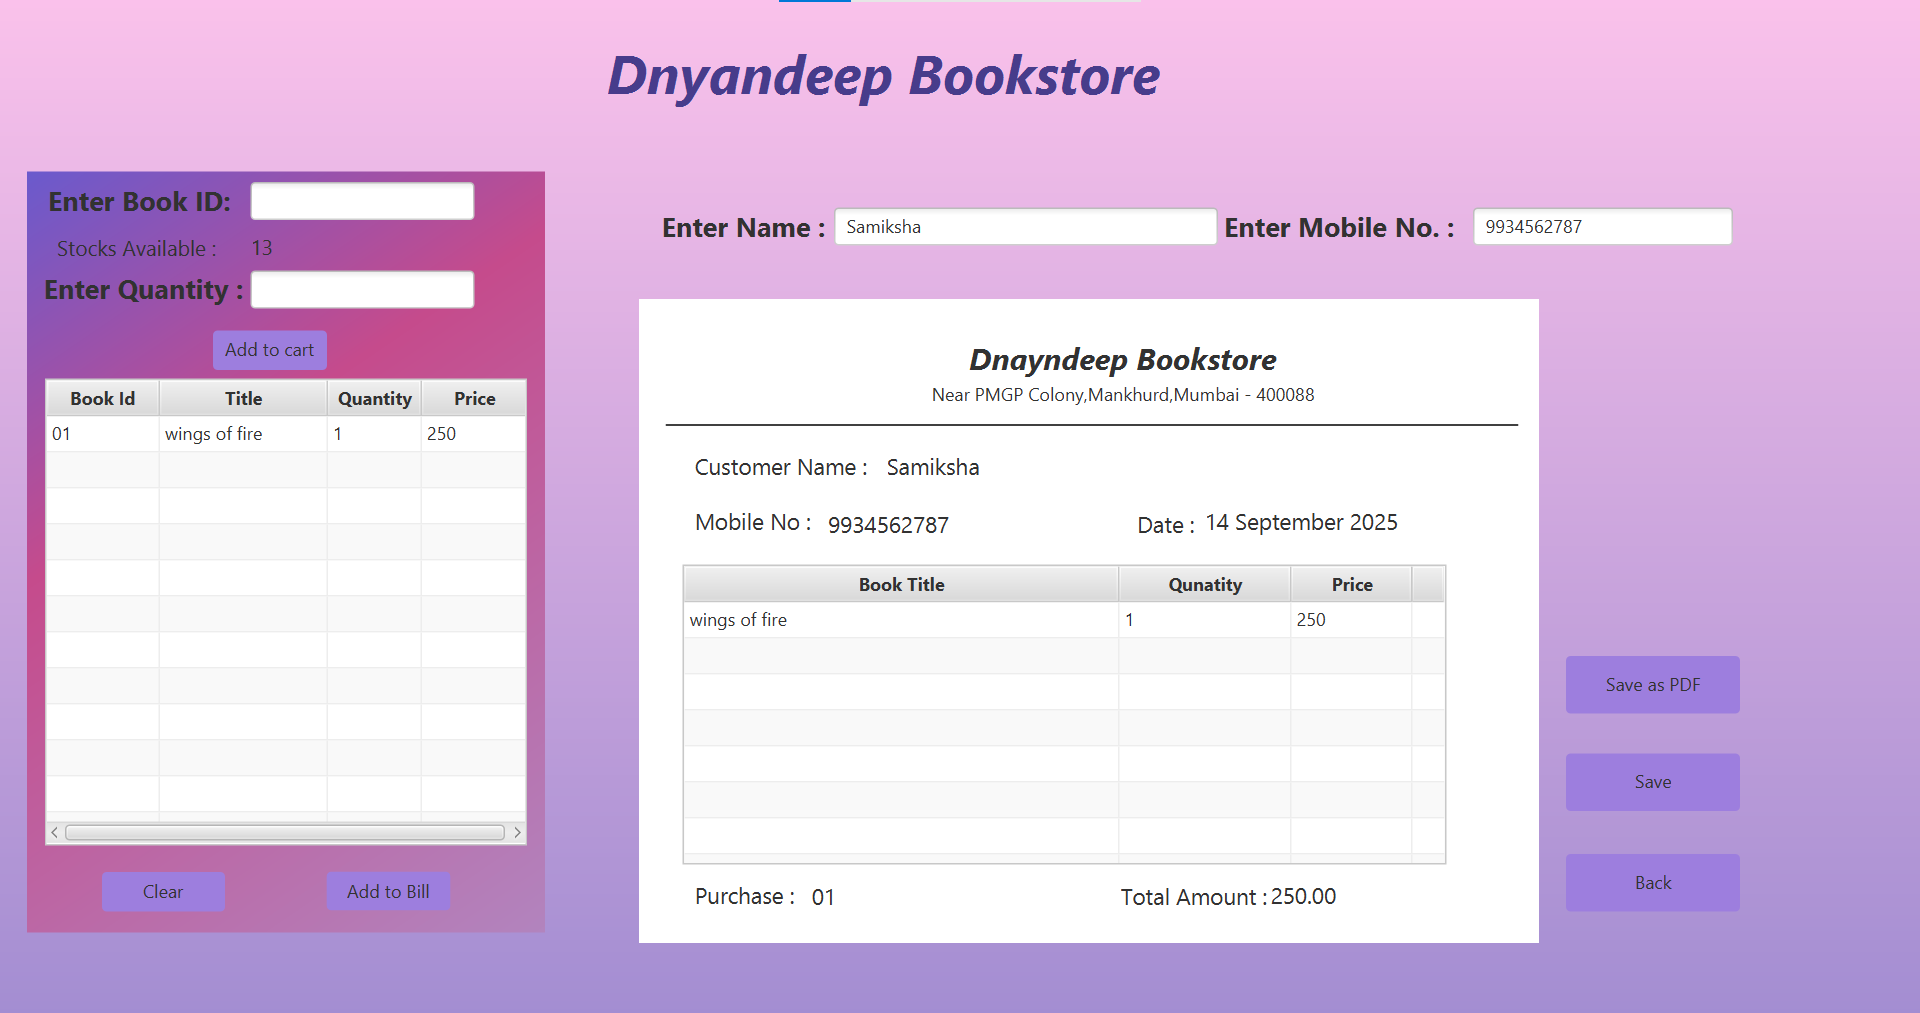 Dnyandeep Bookstore
Enter Book ID:
Stocks Available : 13
Enter Quantity :
Add to cart
Book Id Title Quantity Price
01 wings of fire 1 250
Clear Add to Bill
Enter Name : Samiksha Enter Mobile No. : 9934562787
Dnayndeep Bookstore
Near PMGP Colony,Mankhurd,Mumbai - 400088
Customer Name : Samiksha
Mobile No : 9934562787 Date : 14 September 2025
Book Title Qunatity Price
wings of fire 1 250
Purchase : 01 Total Amount : 250.00
Save as PDF
Save
Back